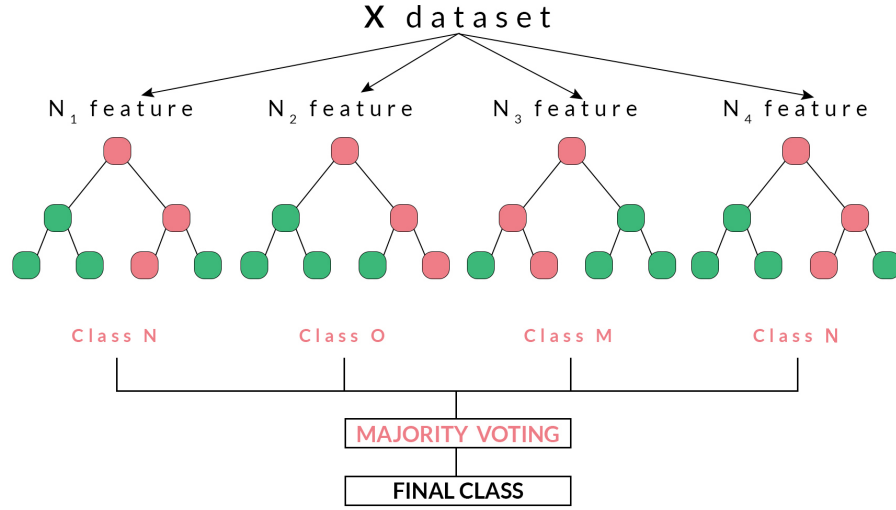 X dataset
N₁ feature
N₂ feature
N₃ feature
N₄ feature
Class N
Class O
Class M
Class N
MAJORITY VOTING
FINAL CLASS